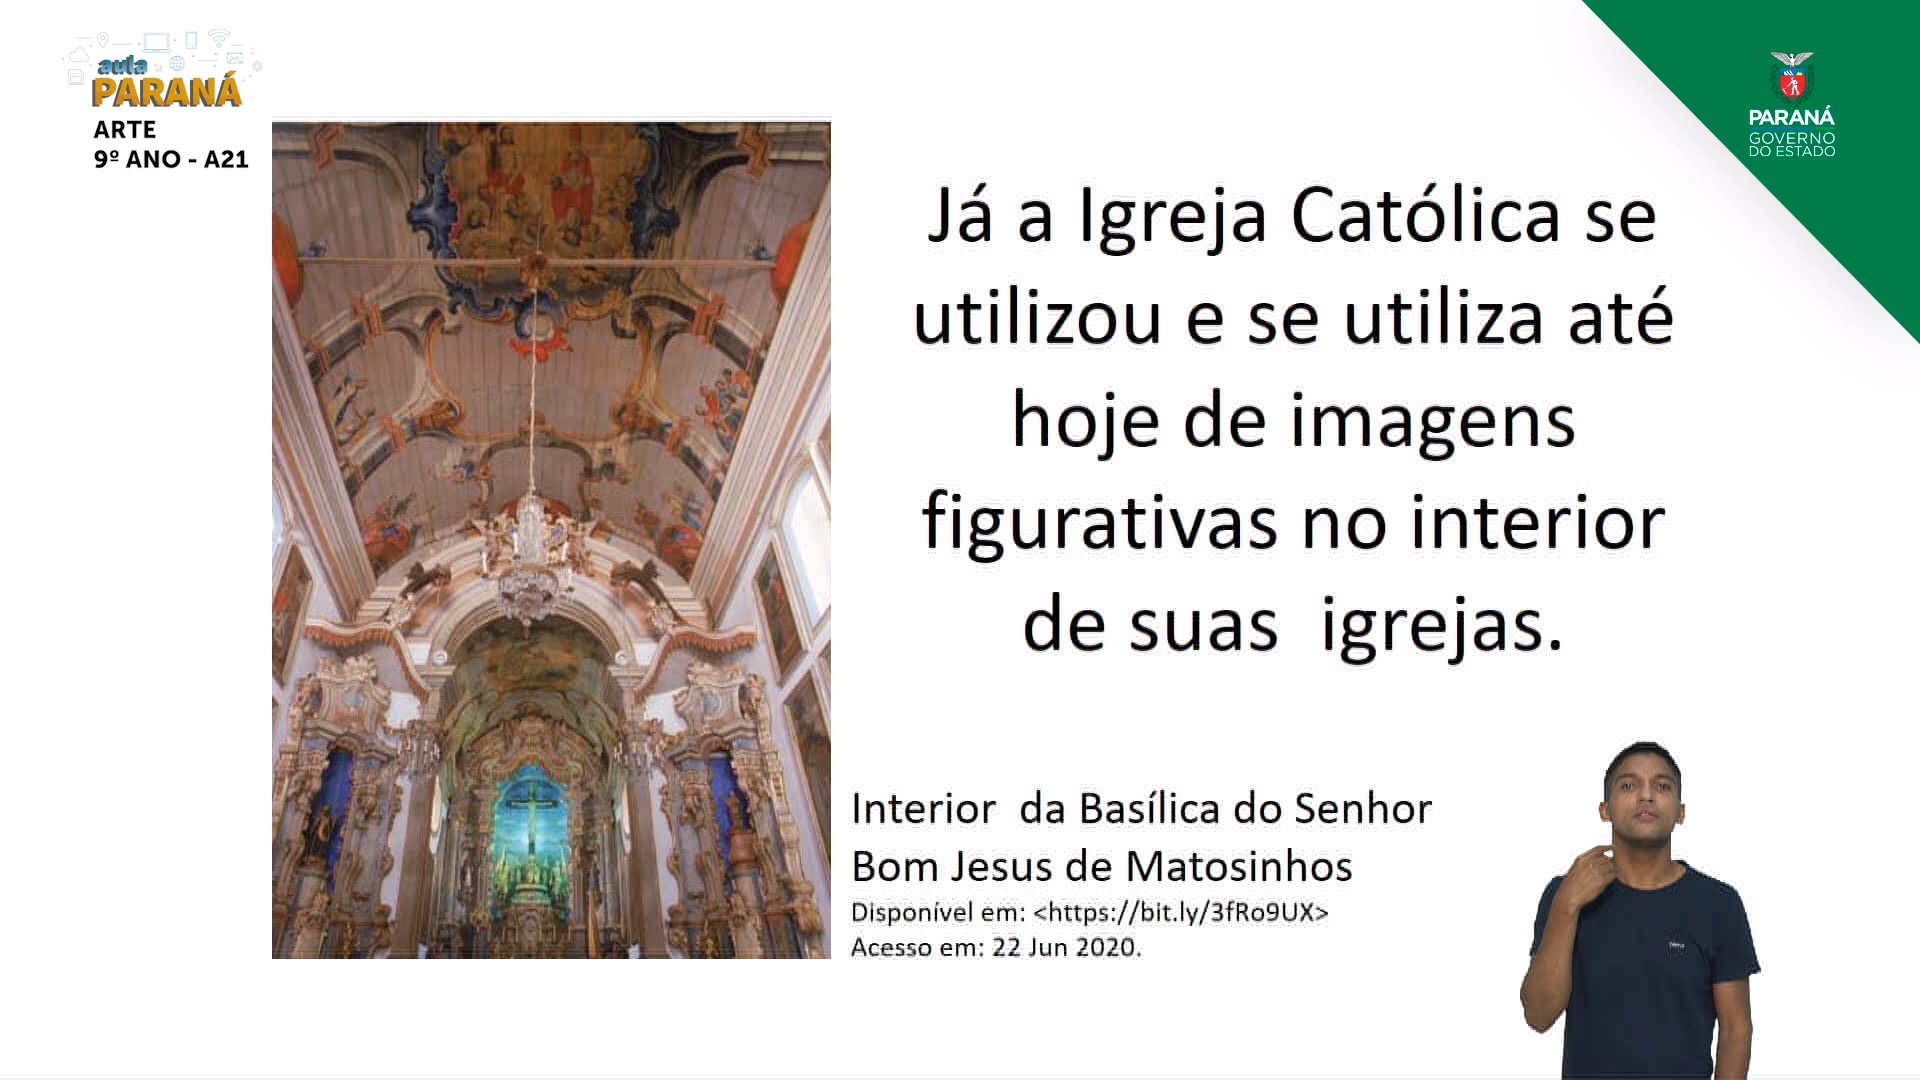 aula
PARANÁ
ARTE
9º ANO - A21
PARANÁ
GOVERNO
DO ESTADO
Já a Igreja Católica se
utilizou e se utiliza até
hoje de imagens
figurativas no interior
de suas  igrejas.
Interior  da Basílica do Senhor
Bom Jesus de Matosinhos
Disponível em: <https://bit.ly/3fRo9UX>
Acesso em: 22 Jun 2020.